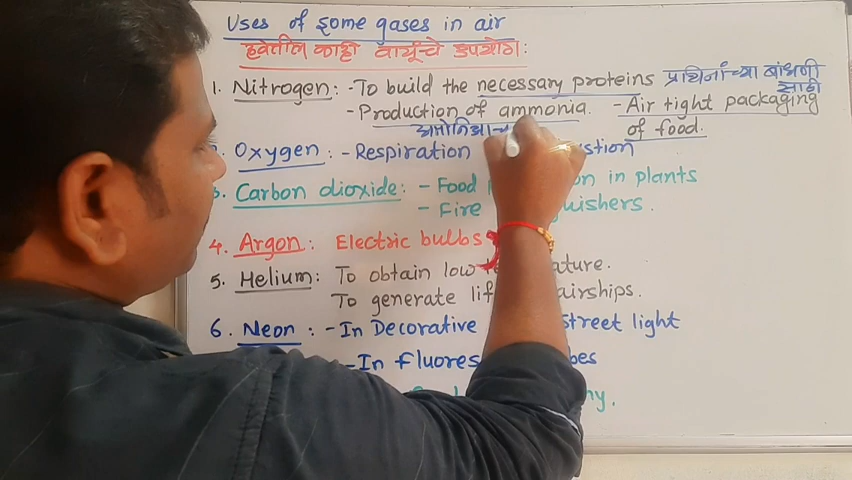 Uses of some gases in air
हवेतील काही वायूंचे उपयोग:
1. Nitrogen: -To build the necessary proteins प्रथिनांच्या बांधणी साठी
- Production of ammonia. - Air tight packaging of food.
अमोनिआच
Oxygen: - Respiration
Carbon dioxide: - Food in plants
- Fire
4. Argon: Electric bulbs
5. Helium: To obtain low
To generate airships.
6. Neon: - In Decorative street light
- In